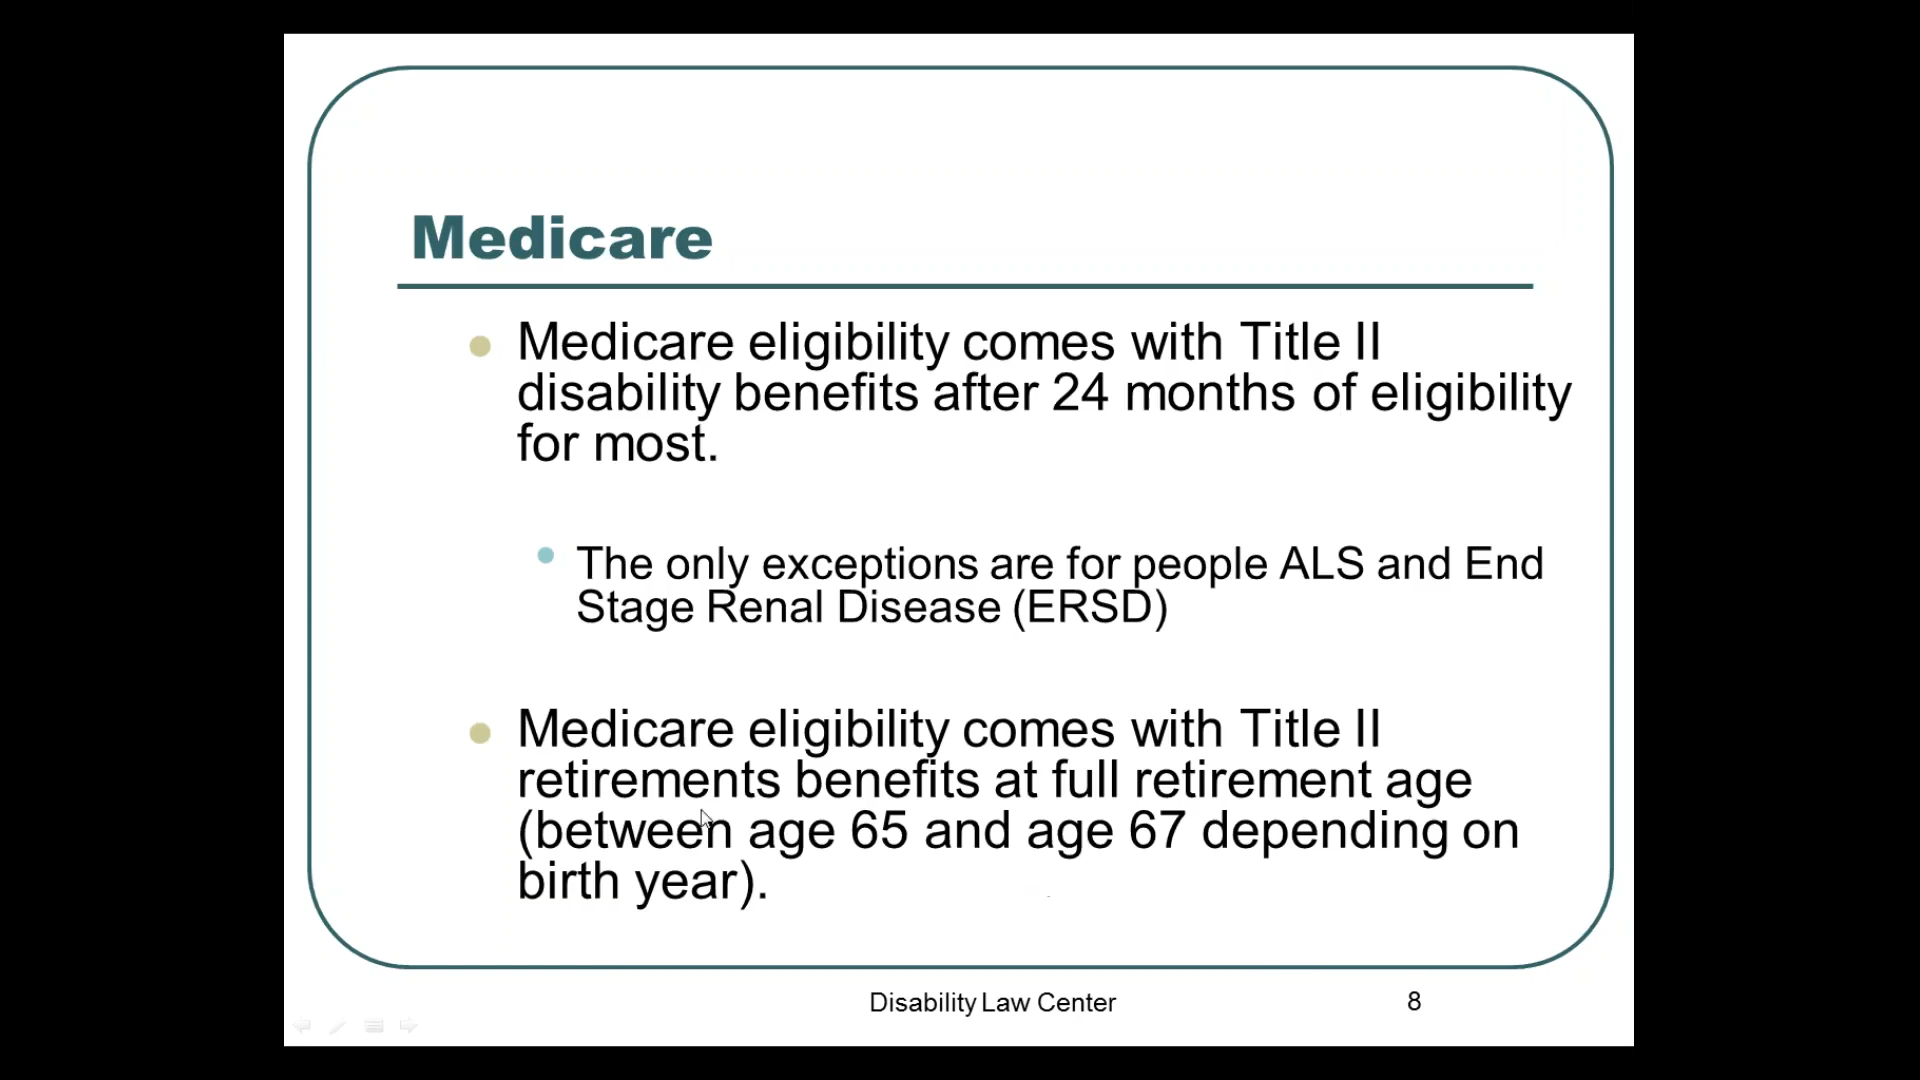 Medicare
Medicare eligibility comes with Title II
disability benefits after 24 months of eligibility
for most.
The only exceptions are for people ALS and End
Stage Renal Disease (ERSD)
Medicare eligibility comes with Title II
retirements benefits at full retirement age
(between age 65 and age 67 depending on
birth year).
Disability Law Center
8